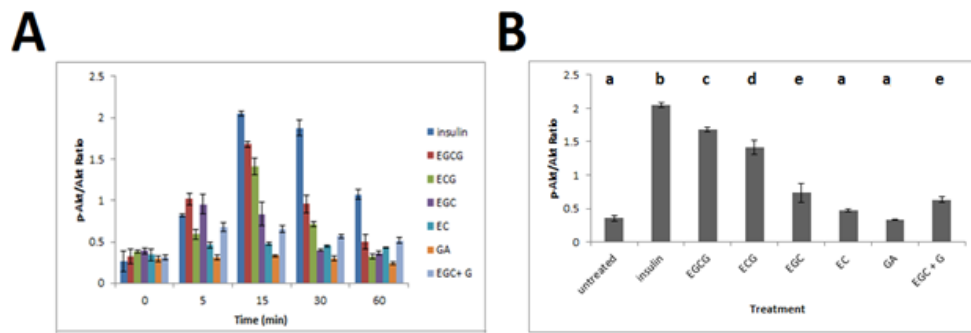 A
2.5
2
1.5
1
0.5
0
p-Akt/Akt Ratio
0 5 15 30 60
Time (min)
insulin
EGCG
ECG
EGC
EC
GA
EGC+ G
B
2.5
2
1.5
1
0.5
0
p-Akt/Akt Ratio
a b c d e a a e
untreated insulin EGCG ECG EGC EC GA EGC + G
Treatment